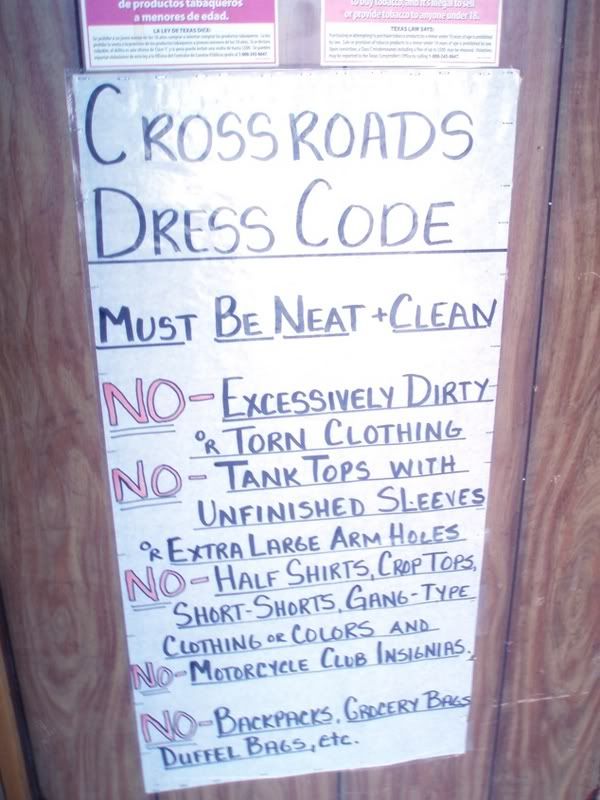 de productos tabaqueros
a menores de edad.
LA LEY DE TEXAS DICE:
to buy tobacco, and it's illegal to sell
or provide tobacco to anyone under 18.
TEXAS LAW SAYS:
CROSSROADS
DRESS CODE
MUST BE NEAT + CLEAN
NO - EXCESSIVELY DIRTY
OR TORN CLOTHING
NO - TANK TOPS WITH
UNFINISHED SLEEVES
OR EXTRA LARGE ARM HOLES
NO - HALF SHIRTS, CROP TOPS,
SHORT-SHORTS, GANG-TYPE
CLOTHING OR COLORS AND
NO - MOTORCYCLE CLUB INSIGNIAS.
NO - BACKPACKS, GROCERY BAGS
DUFFEL BAGS, etc.